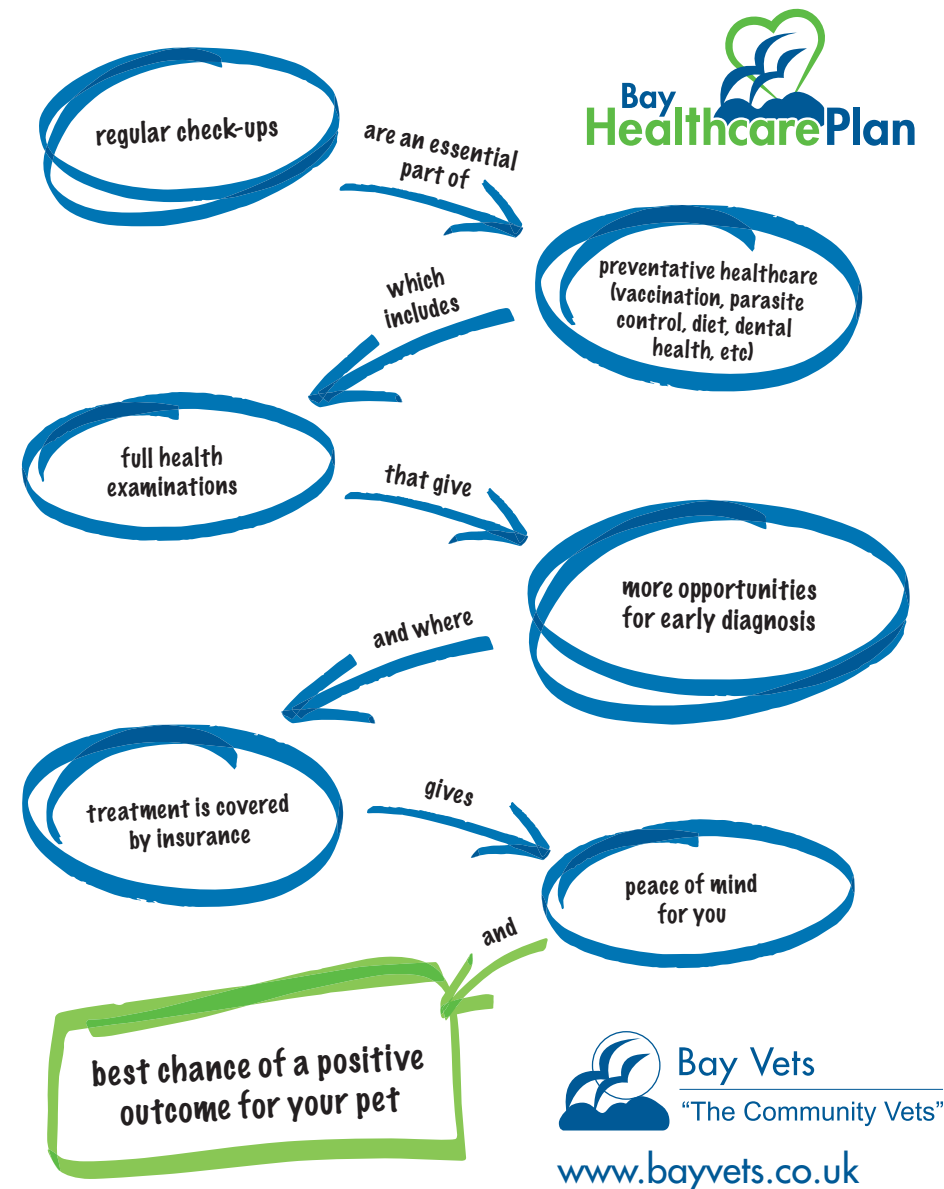 Bay
HealthcarePlan
regular check-ups
are an essential
part of
preventative healthcare
(vaccination, parasite
control, diet, dental
health, etc)
which
includes
full health
examinations
that give
more opportunities
for early diagnosis
and where
treatment is covered
by insurance
gives
peace of mind
for you
and
best chance of a positive
outcome for your pet
Bay Vets
“The Community Vets”
www.bayvets.co.uk